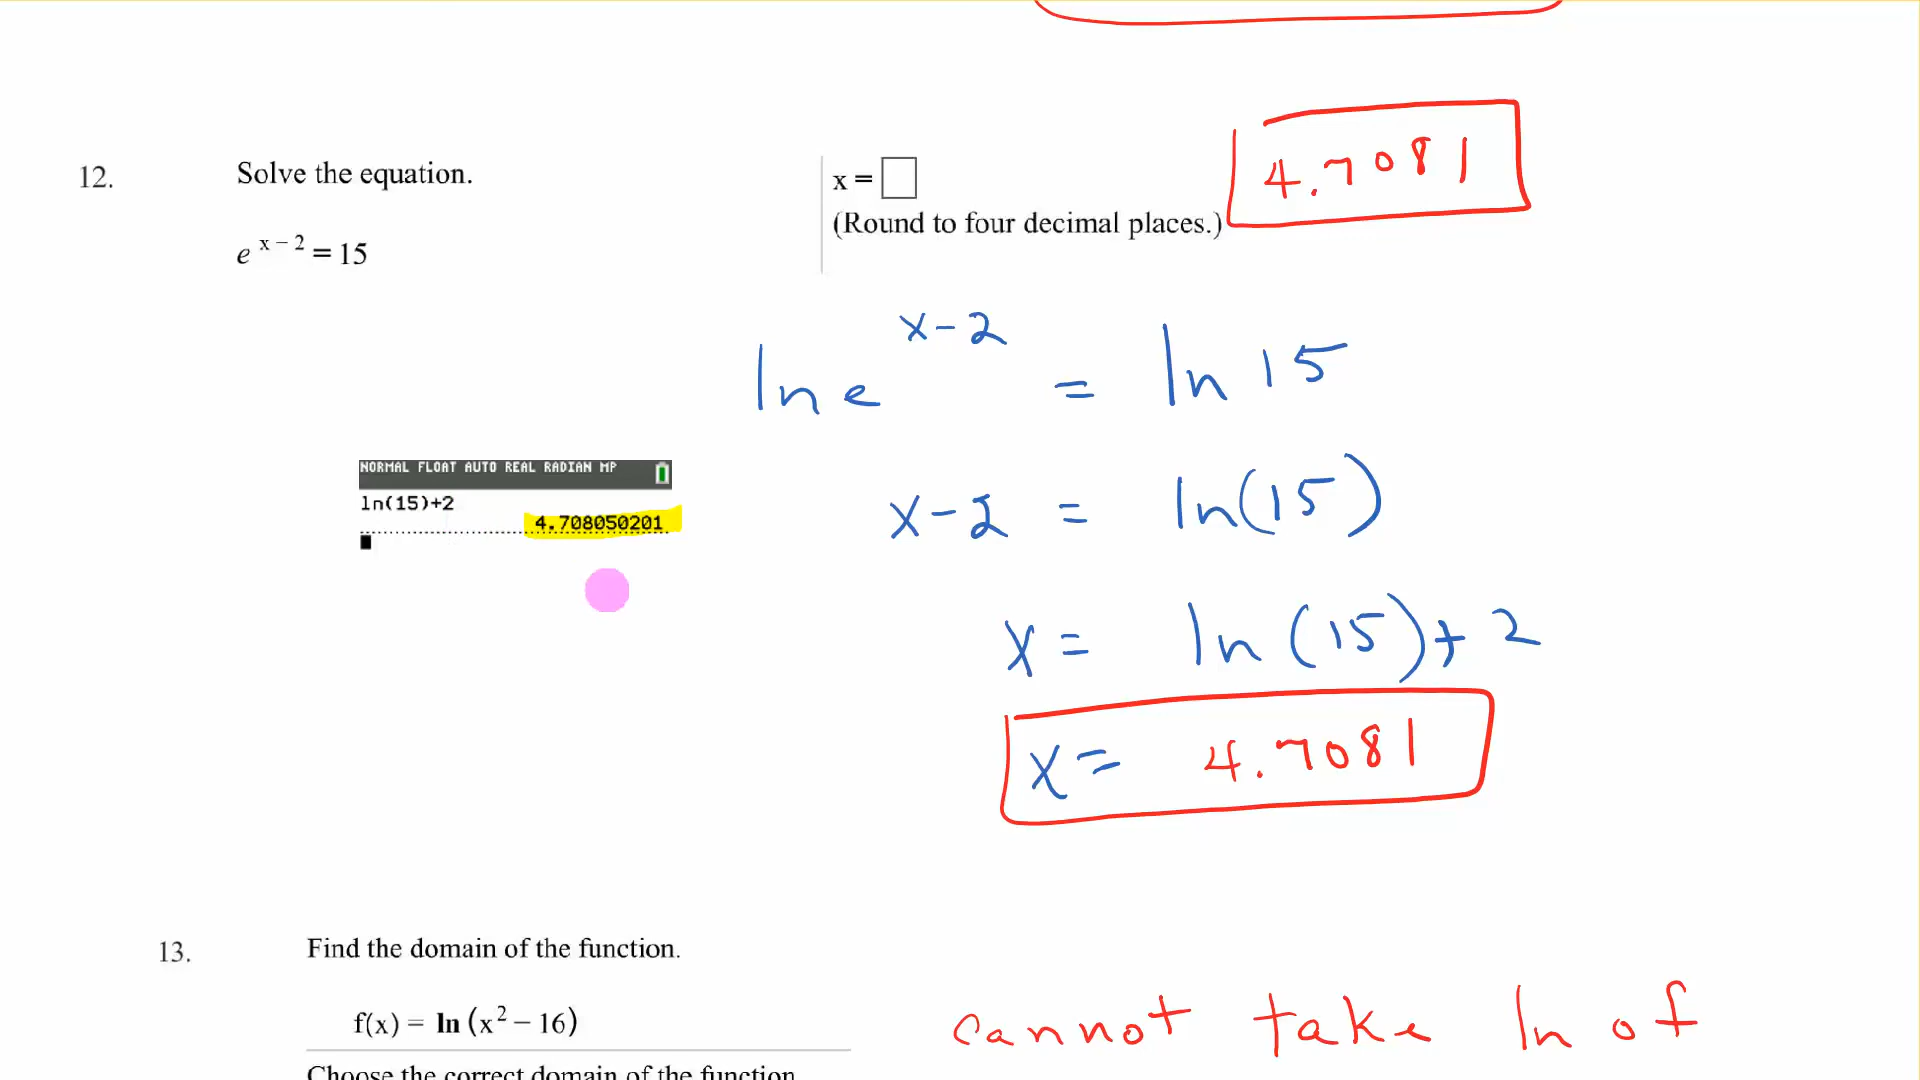 12.
Solve the equation.
e^(x − 2) = 15
x = □
(Round to four decimal places.)
4.7081
ln e^(x-2) = ln 15
NORMAL FLOAT AUTO REAL RADIAN MP
ln(15)+2
4.708050201
x-2 = ln(15)
x = ln(15)+2
x = 4.7081
13.
Find the domain of the function.
f(x) = ln (x² − 16)
cannot take ln of
Choose the correct domain of the function